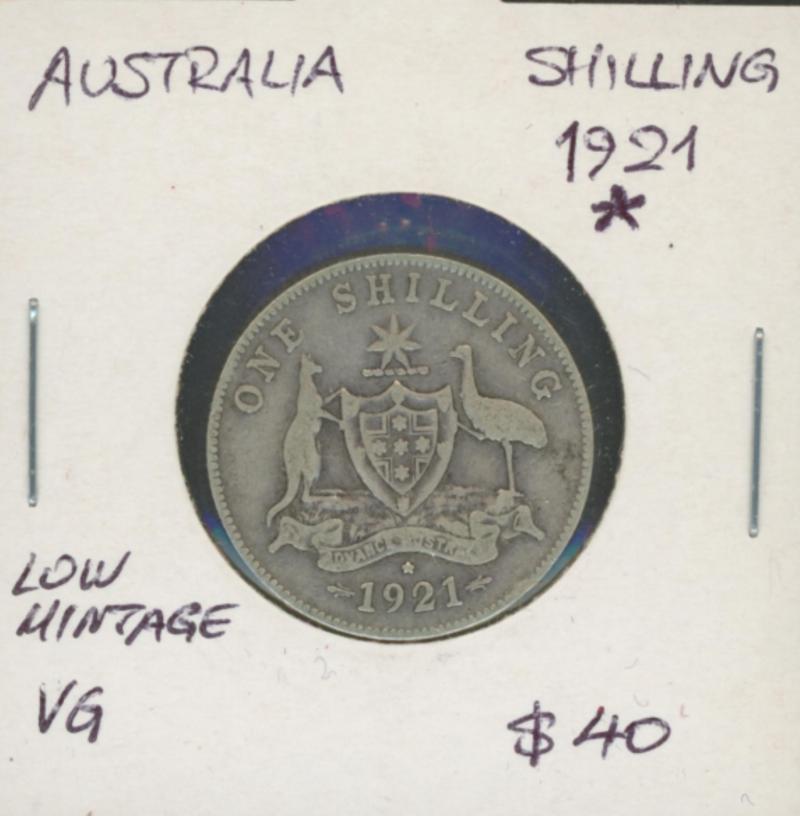 AUSTRALIA
SHILLING
1921
*
ONE SHILLING
ADVANCE AUSTRALIA
1921
LOW
MINTAGE
VG
$40